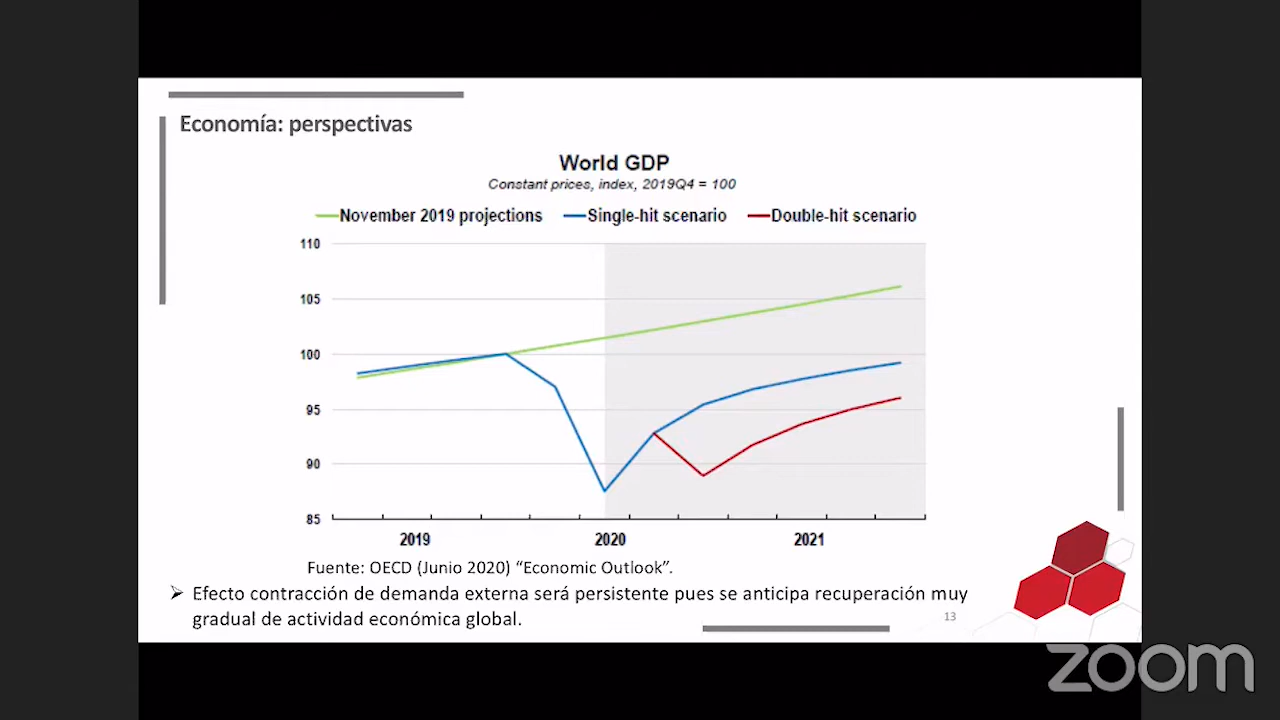 Economía: perspectivas
World GDP
Constant prices, index, 2019Q4 = 100
November 2019 projections Single-hit scenario Double-hit scenario
110
105
100
95
90
85
2019 2020 2021
Fuente: OECD (Junio 2020) “Economic Outlook”.
➢ Efecto contracción de demanda externa será persistente pues se anticipa recuperación muy
gradual de actividad económica global.
13
zoom